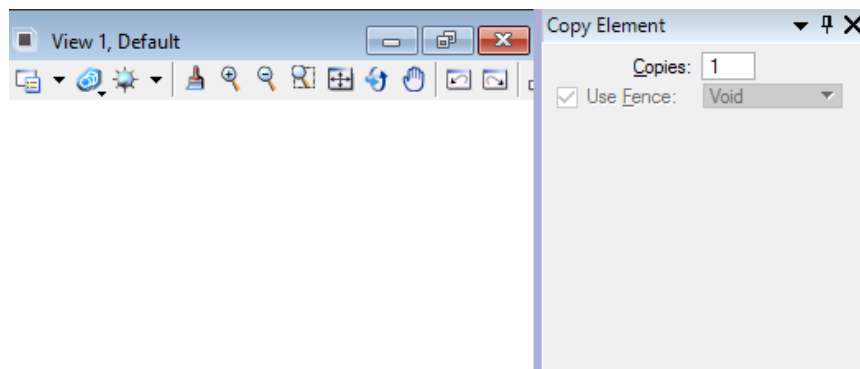 View 1, Default
Copy Element
Copies: 1
Use Fence: Void